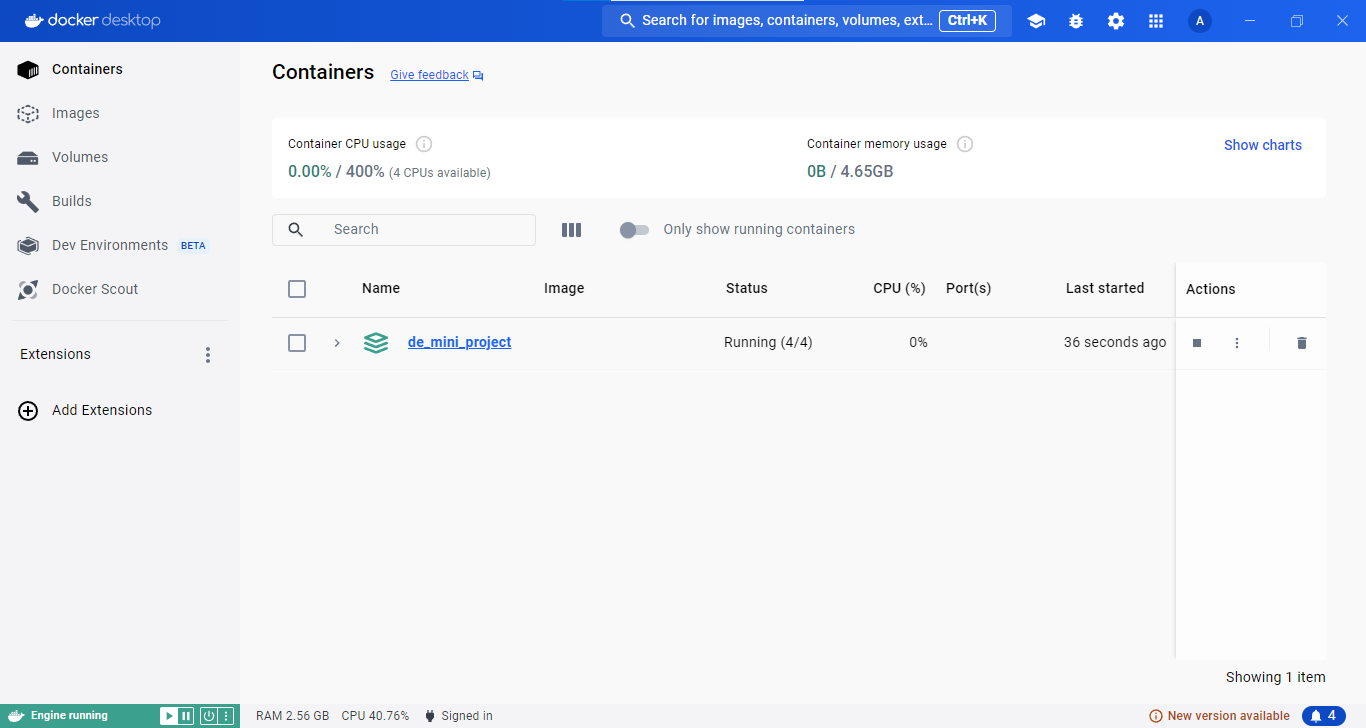 docker desktop
Search for images, containers, volumes, ext... Ctrl+K
A
Containers
Images
Volumes
Builds
Dev Environments BETA
Docker Scout
Extensions
Add Extensions
Containers Give feedback
Container CPU usage
0.00% / 400% (4 CPUs available)
Container memory usage
0B / 4.65GB
Show charts
Search
Only show running containers
Name Image Status CPU (%) Port(s) Last started Actions
de_mini_project Running (4/4) 0% 36 seconds ago
Showing 1 item
Engine running
RAM 2.56 GB CPU 40.76% Signed in
New version available 4